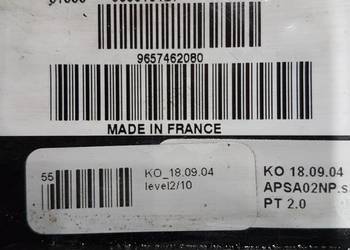 9657462080
MADE IN FRANCE
55
KO_18.09.04
level2/10
KO 18.09.04
APSA02NP.s
PT 2.0